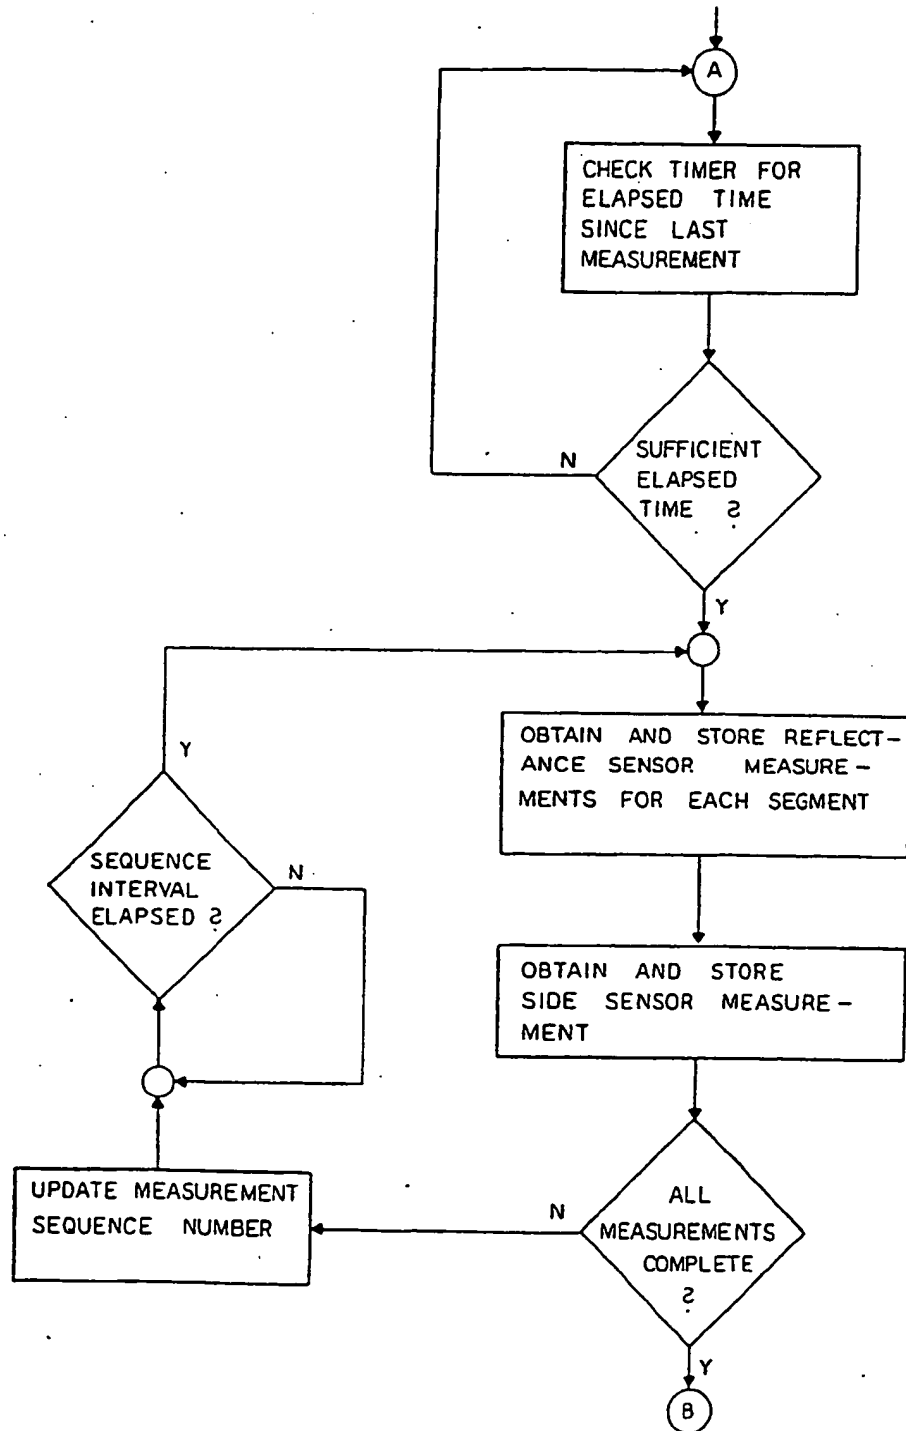 A
CHECK TIMER FOR
ELAPSED TIME
SINCE LAST
MEASUREMENT
SUFFICIENT
ELAPSED
TIME ?
N
Y
OBTAIN AND STORE REFLECT-
ANCE SENSOR MEASURE-
MENTS FOR EACH SEGMENT
OBTAIN AND STORE
SIDE SENSOR MEASURE-
MENT
ALL
MEASUREMENTS
COMPLETE
?
N
Y
B
UPDATE MEASUREMENT
SEQUENCE NUMBER
SEQUENCE
INTERVAL
ELAPSED ?
N
Y